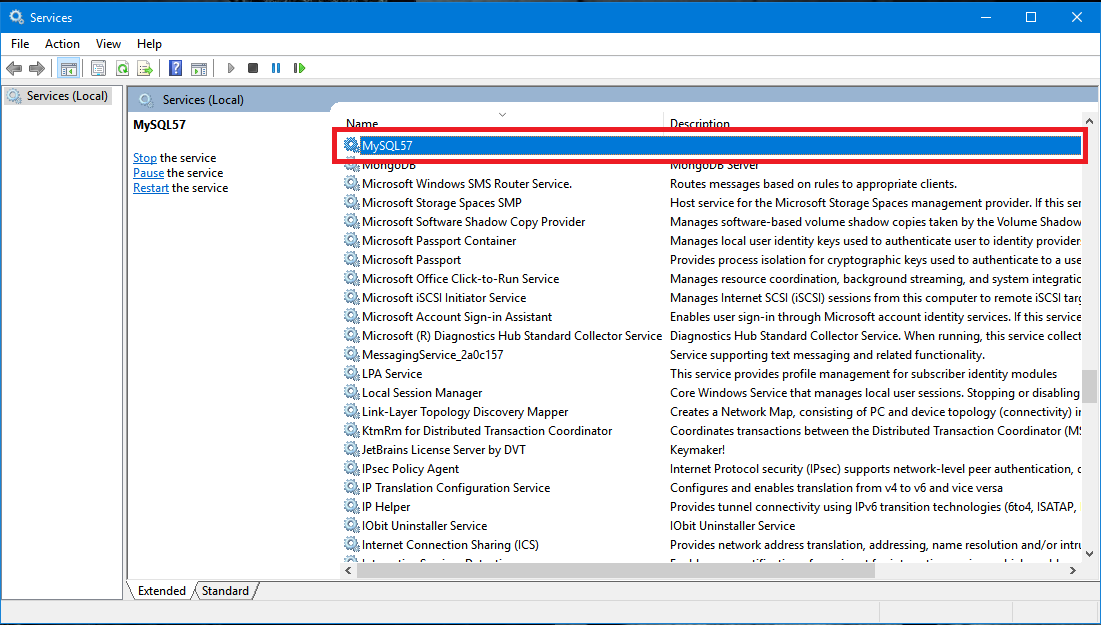 Services
File Action View Help
Services (Local)
Services (Local)
MySQL57
Stop the service
Pause the service
Restart the service
Name Description
MySQL57
MongoDB MongoDB Server
Microsoft Windows SMS Router Service. Routes messages based on rules to appropriate clients.
Microsoft Storage Spaces SMP Host service for the Microsoft Storage Spaces management provider. If this ser
Microsoft Software Shadow Copy Provider Manages software-based volume shadow copies taken by the Volume Shadow
Microsoft Passport Container Manages local user identity keys used to authenticate user to identity provider
Microsoft Passport Provides process isolation for cryptographic keys used to authenticate to a use
Microsoft Office Click-to-Run Service Manages resource coordination, background streaming, and system integratio
Microsoft iSCSI Initiator Service Manages Internet SCSI (iSCSI) sessions from this computer to remote iSCSI targ
Microsoft Account Sign-in Assistant Enables user sign-in through Microsoft account identity services. If this service
Microsoft (R) Diagnostics Hub Standard Collector Service Diagnostics Hub Standard Collector Service. When running, this service collect
MessagingService_2a0c157 Service supporting text messaging and related functionality.
LPA Service This service provides profile management for subscriber identity modules
Local Session Manager Core Windows Service that manages local user sessions. Stopping or disabling
Link-Layer Topology Discovery Mapper Creates a Network Map, consisting of PC and device topology (connectivity) i
KtmRm for Distributed Transaction Coordinator Coordinates transactions between the Distributed Transaction Coordinator (MS
JetBrains License Server by DVT Keymaker!
IPsec Policy Agent Internet Protocol security (IPsec) supports network-level peer authentication, c
IP Translation Configuration Service Configures and enables translation from v4 to v6 and vice versa
IP Helper Provides tunnel connectivity using IPv6 transition technologies (6to4, ISATAP,
IObit Uninstaller Service IObit Uninstaller Service
Internet Connection Sharing (ICS) Provides network address translation, addressing, name resolution and/or intru
Extended Standard